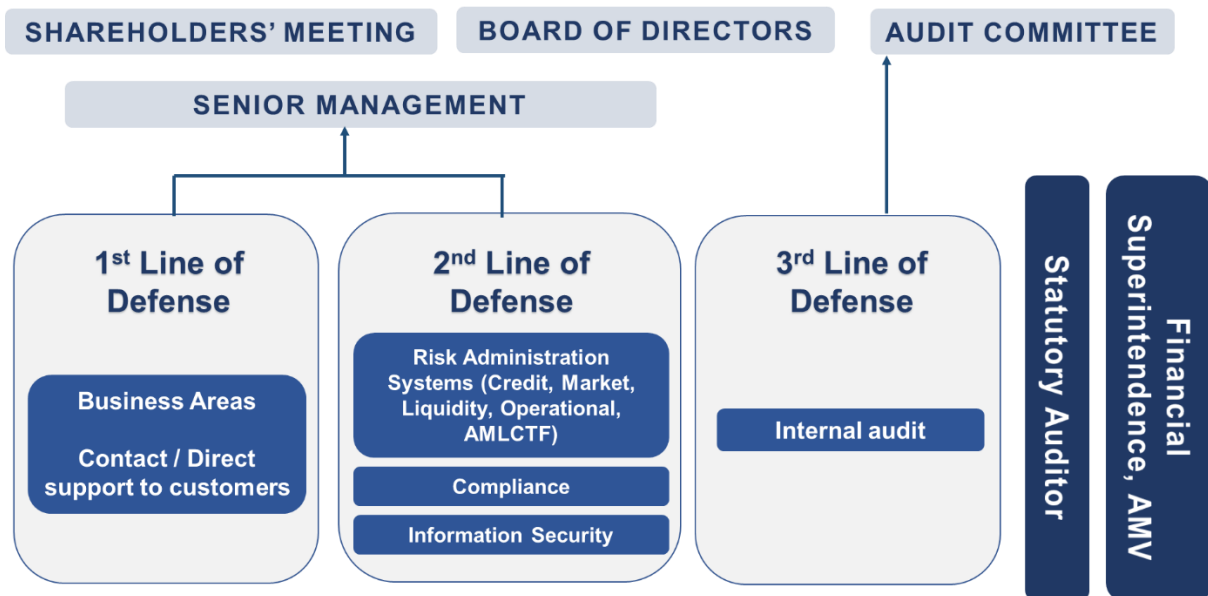 SHAREHOLDERS' MEETING
BOARD OF DIRECTORS
AUDIT COMMITTEE
SENIOR MANAGEMENT
1st Line of
Defense
Business Areas
Contact / Direct
support to customers
2nd Line of
Defense
Risk Administration
Systems (Credit, Market,
Liquidity, Operational,
AMLCTF)
Compliance
Information Security
3rd Line of
Defense
Internal audit
Statutory Auditor
Financial
Superintendence, AMV